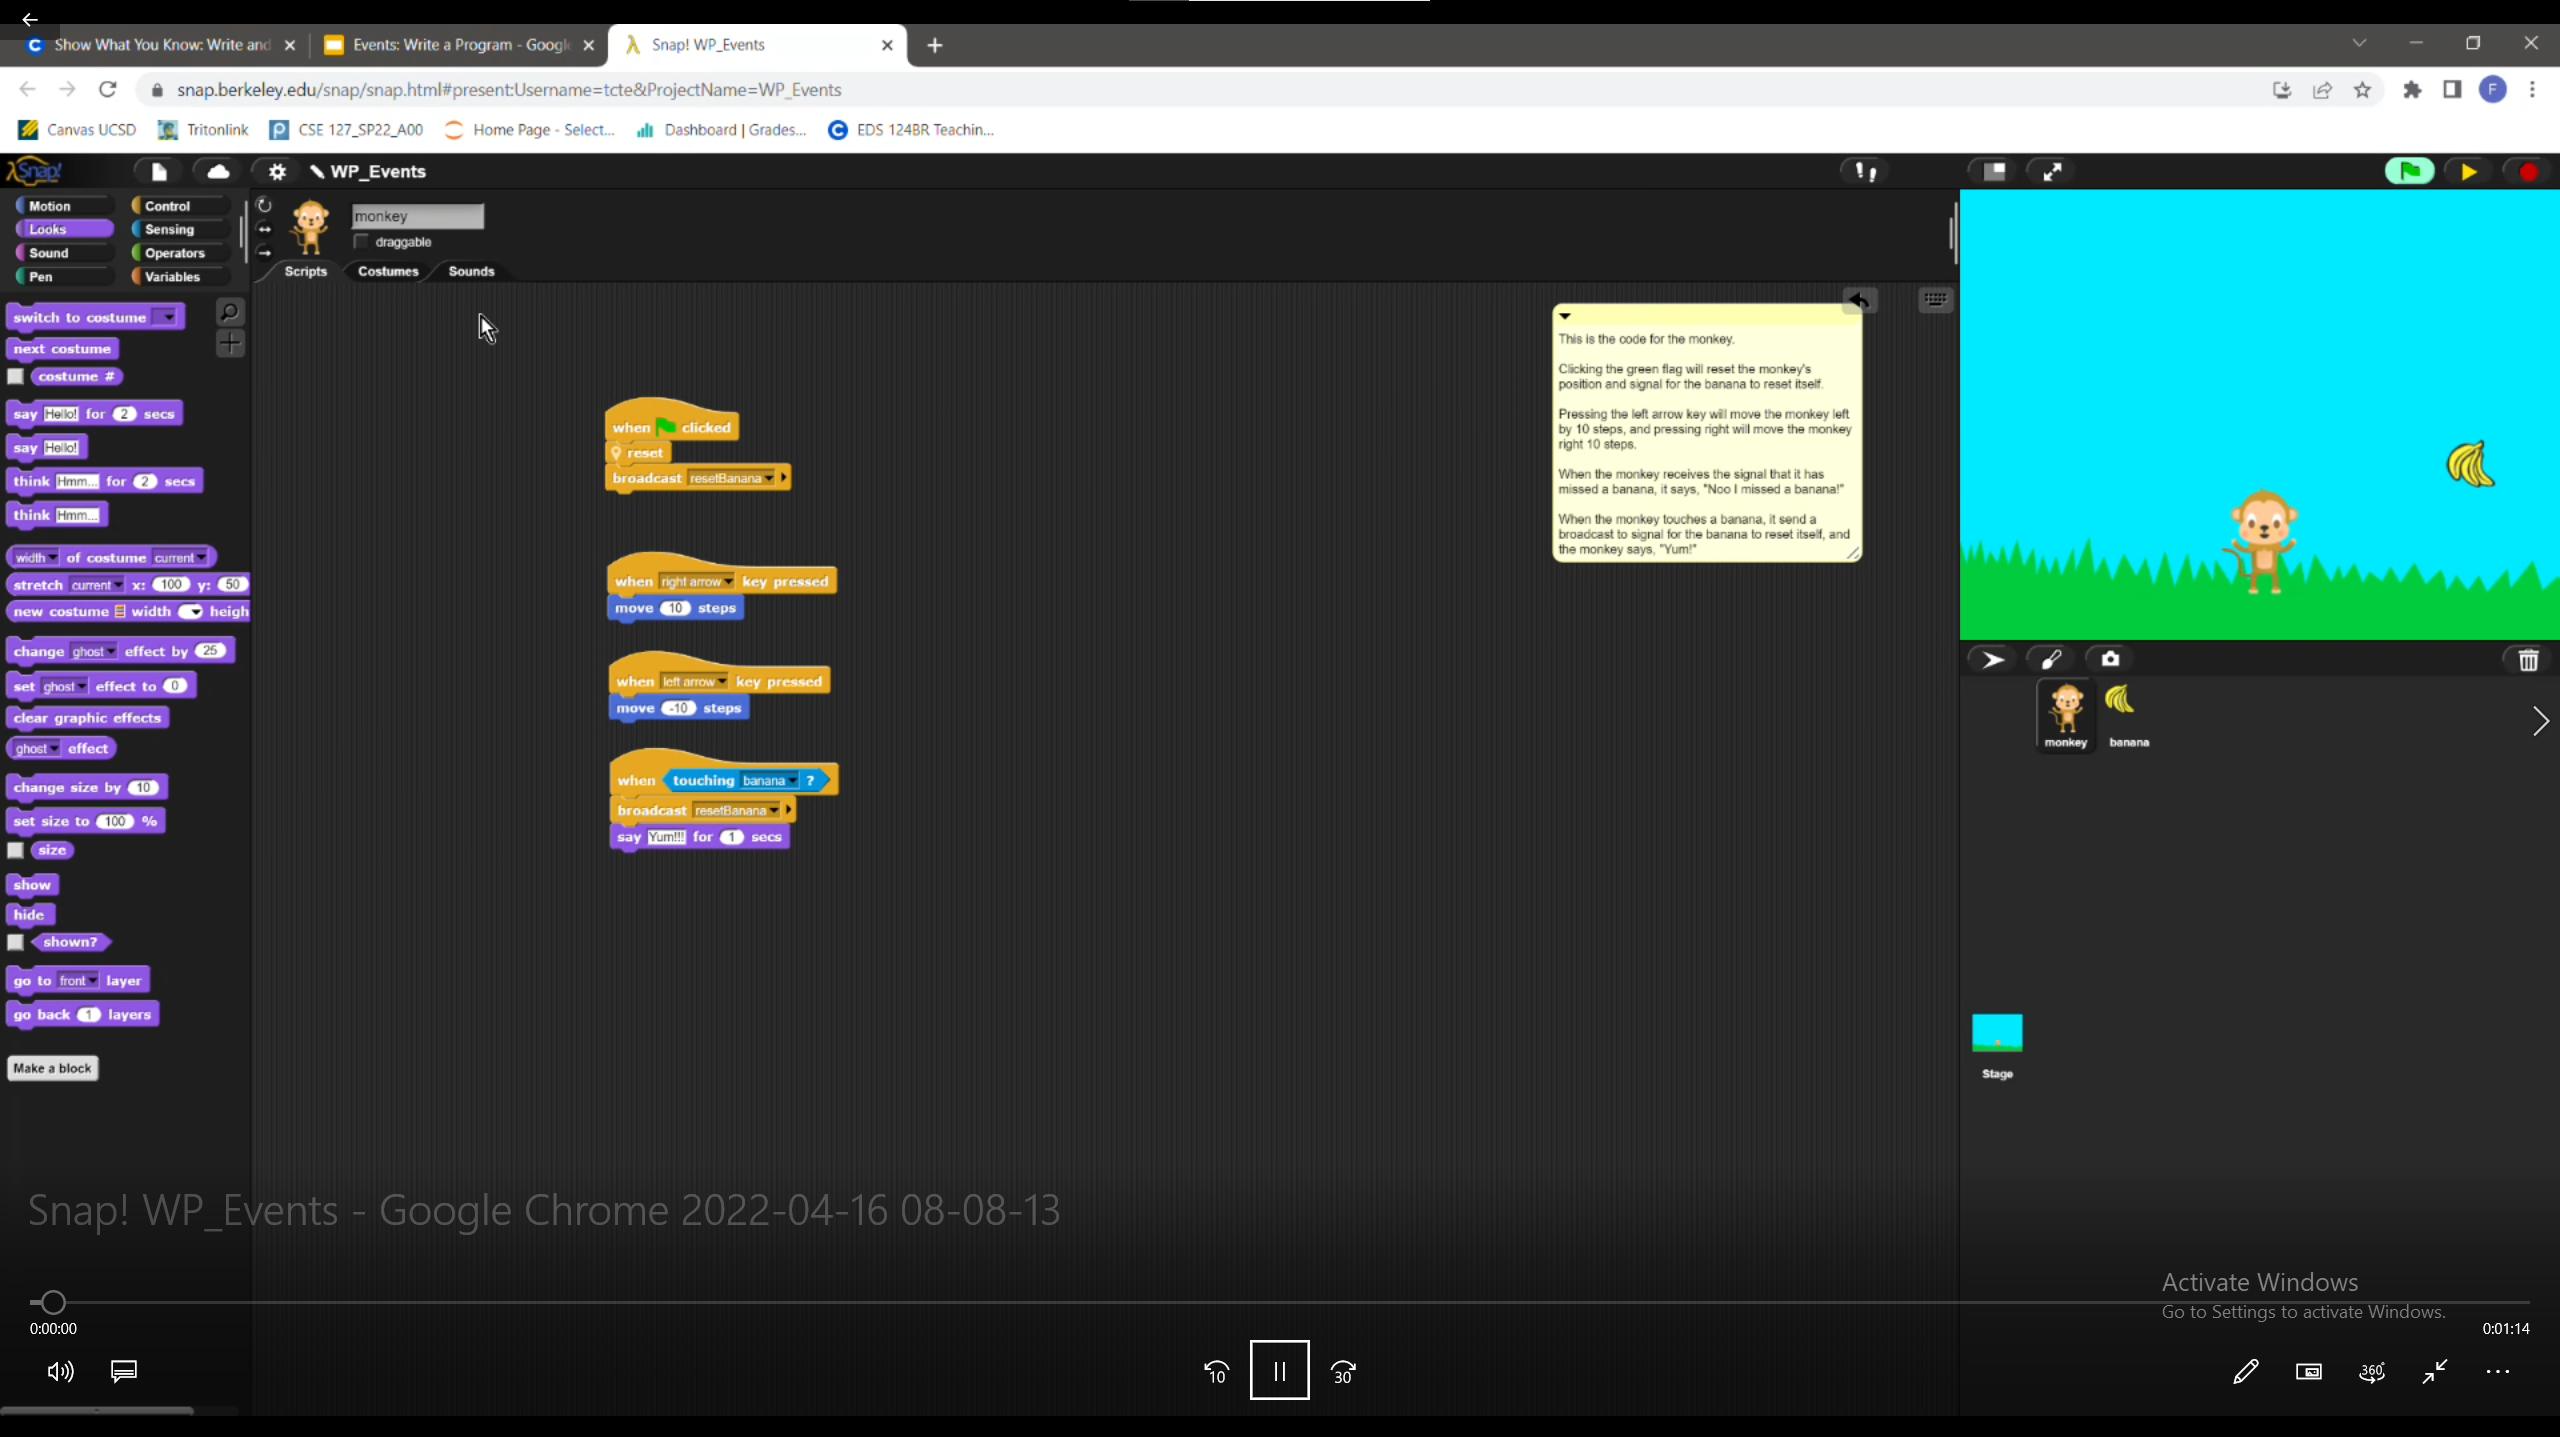 Show What You Know: Write and
Events: Write a Program - Googl
Snap! WP_Events
snap.berkeley.edu/snap/snap.html#present:Username=tcte&ProjectName=WP_Events
Canvas UCSD
Tritonlink
CSE 127_SP22_A00
Home Page - Select...
Dashboard | Grades...
EDS 124BR Teachin...
F
Snap!
WP_Events
Motion
Control
Looks
Sensing
Sound
Operators
Pen
Variables
monkey
draggable
Scripts
Costumes
Sounds
switch to costume
next costume
costume #
say Hello! for 2 secs
say Hello!
think Hmm... for 2 secs
think Hmm...
width of costume current
stretch current x: 100 y: 50
new costume width heigh
change ghost effect by 25
set ghost effect to 0
clear graphic effects
ghost effect
change size by 10
set size to 100 %
size
show
hide
shown?
go to front layer
go back 1 layers
Make a block
when clicked
reset
broadcast resetBanana
when right arrow key pressed
move 10 steps
when left arrow key pressed
move -10 steps
when touching banana ?
broadcast resetBanana
say Yum!!! for 1 secs
This is the code for the monkey.
Clicking the green flag will reset the monkey's
position and signal for the banana to reset itself.
Pressing the left arrow key will move the monkey left
by 10 steps, and pressing right will move the monkey
right 10 steps.
When the monkey receives the signal that it has
missed a banana, it says, "Noo I missed a banana!"
When the monkey touches a banana, it send a
broadcast to signal for the banana to reset itself, and
the monkey says, "Yum!"
monkey
banana
Stage
Snap! WP_Events - Google Chrome 2022-04-16 08-08-13
Activate Windows
Go to Settings to activate Windows.
0:00:00
0:01:14
10
30
360°